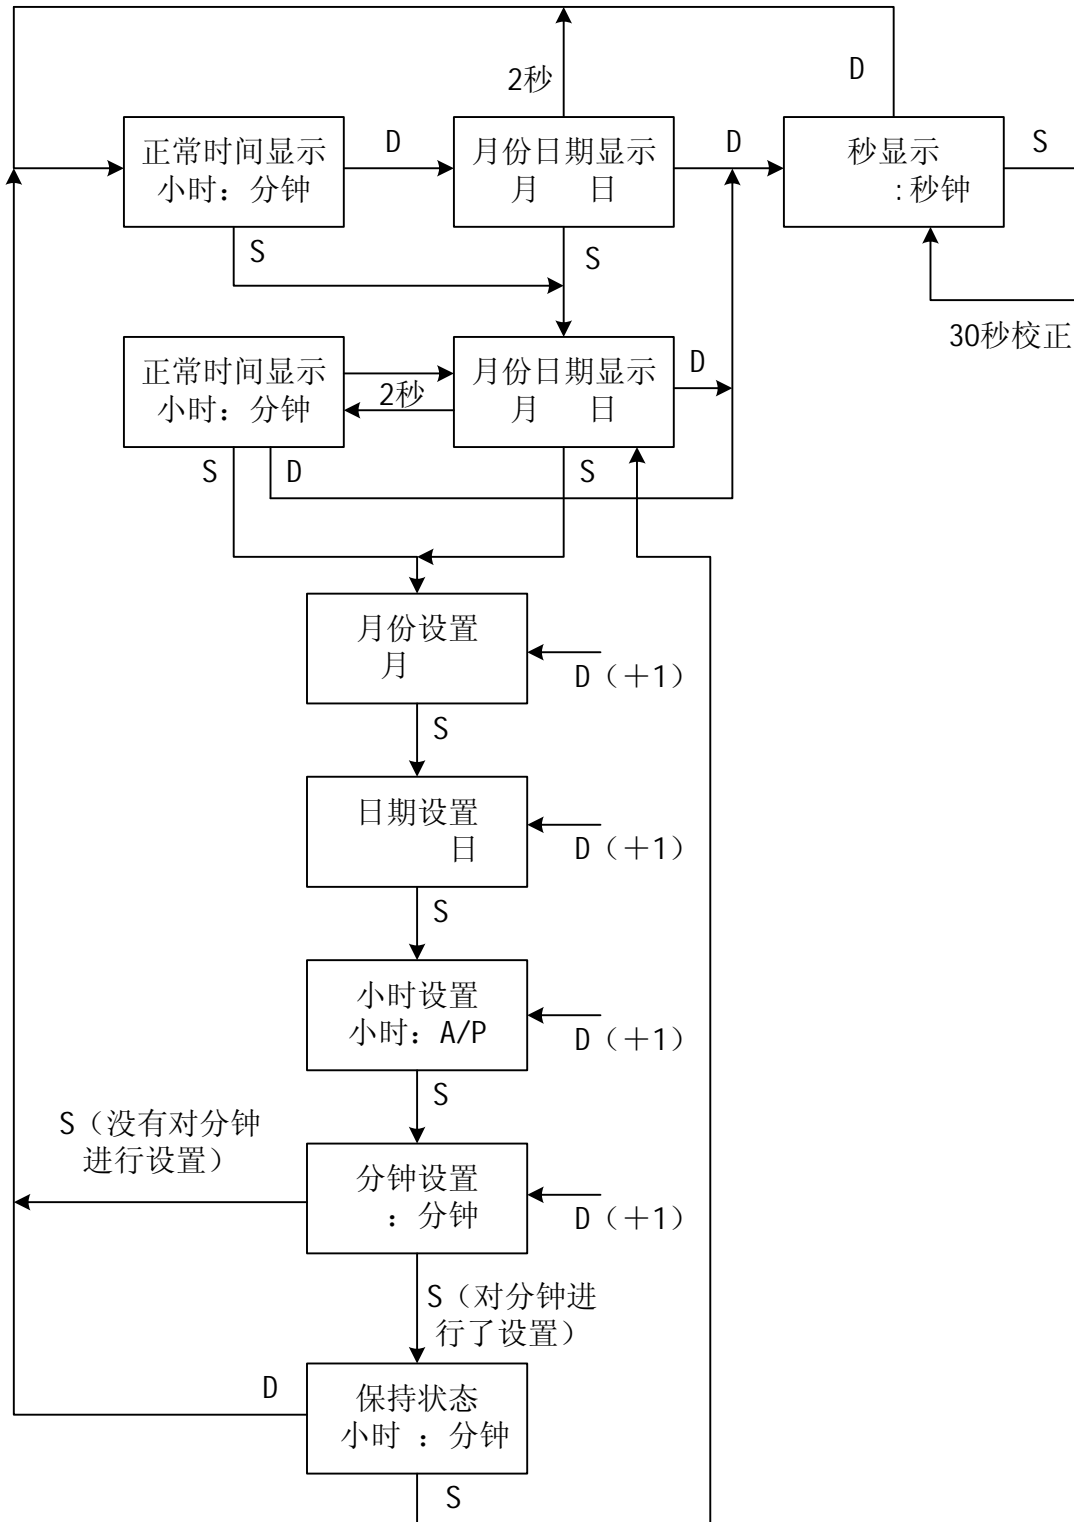 D
2秒
正常时间显示
小时：分钟
D
月份日期显示
月 日
D
秒显示
:秒钟
S
S
S
30秒校正
正常时间显示
小时：分钟
2秒
月份日期显示
月 日
D
S
D
S
月份设置
月
D（＋1）
S
日期设置
日
D（＋1）
S
小时设置
小时：A/P
D（＋1）
S
S（没有对分钟
进行设置）
分钟设置
：分钟
D（＋1）
S（对分钟进
行了设置）
D
保持状态
小时 ：分钟
S